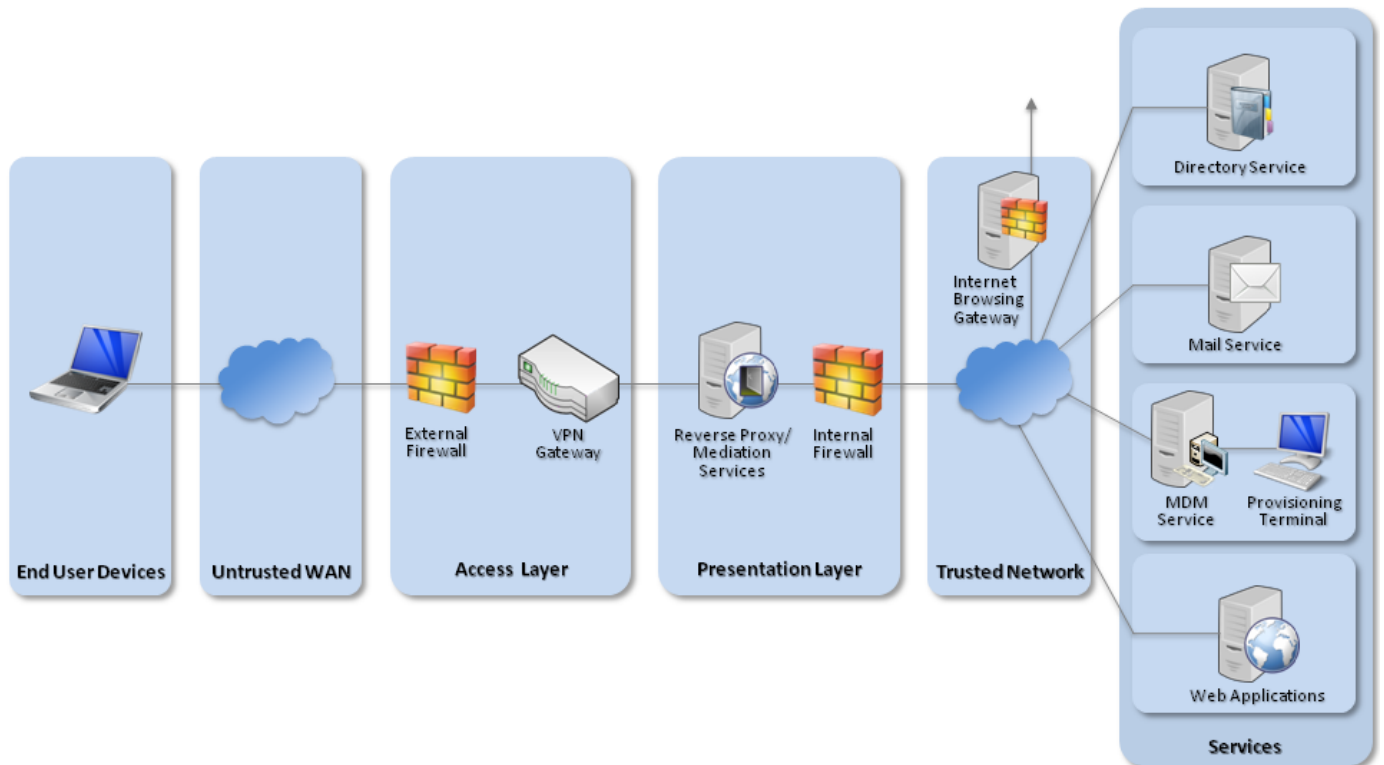 End User Devices
Untrusted WAN
External
Firewall
VPN
Gateway
Access Layer
Reverse Proxy/
Mediation
Services
Internal
Firewall
Presentation Layer
Internet
Browsing
Gateway
Trusted Network
Directory Service
Mail Service
MDM
Service
Provisioning
Terminal
Web Applications
Services